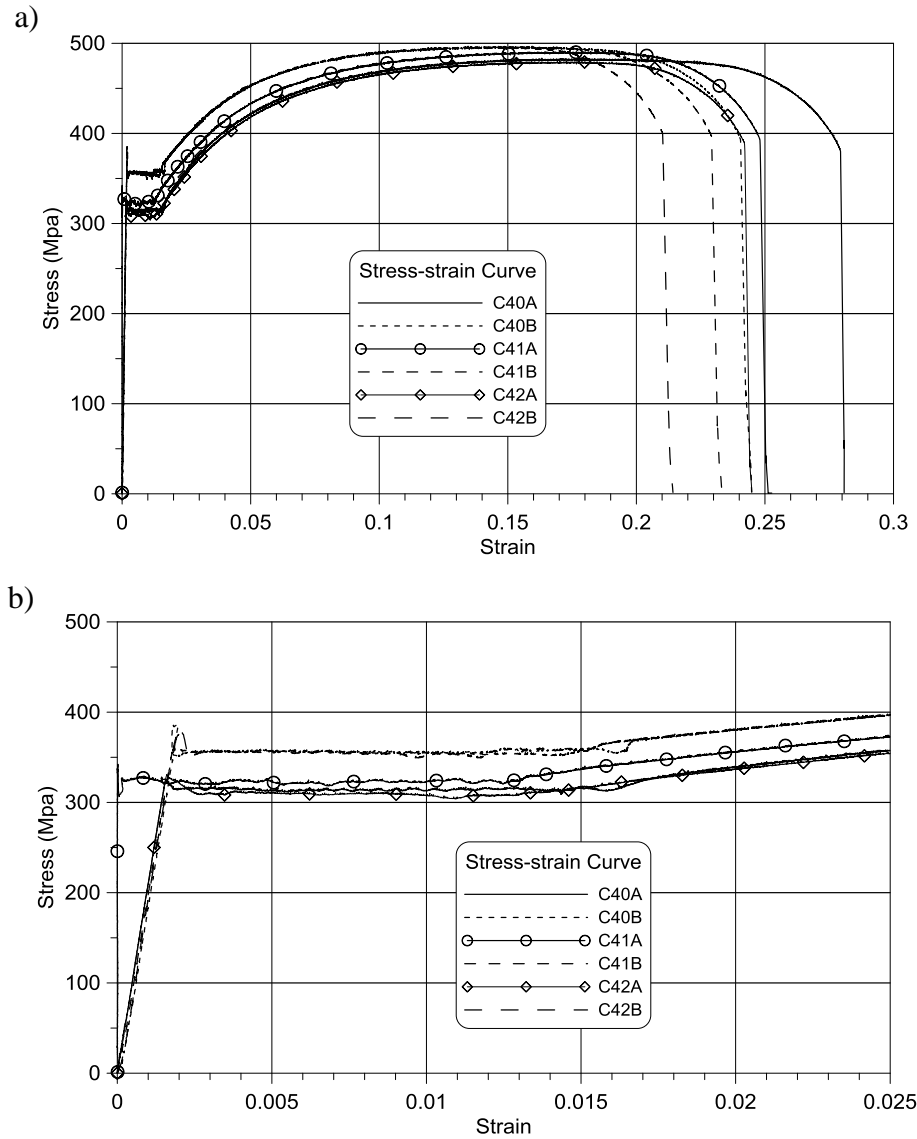 a)
500
400
300
200
100
0
Stress (Mpa)
Stress-strain Curve
C40A
C40B
C41A
C41B
C42A
C42B
0 0.05 0.1 0.15 0.2 0.25 0.3
Strain
b)
500
400
300
200
100
0
Stress (Mpa)
Stress-strain Curve
C40A
C40B
C41A
C41B
C42A
C42B
0 0.005 0.01 0.015 0.02 0.025
Strain